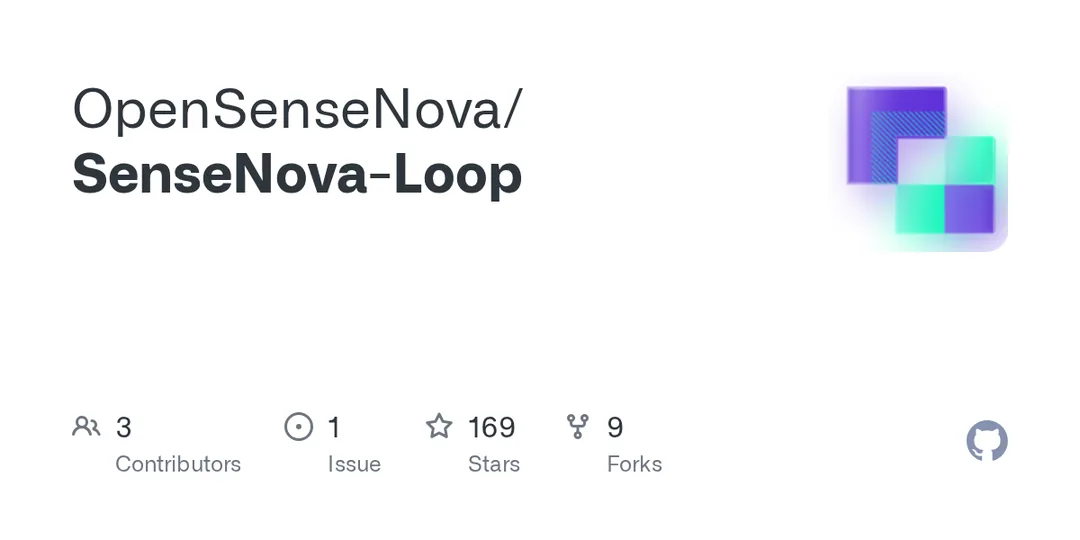 OpenSenseNova/
SenseNova-Loop
3
Contributors
1
Issue
169
Stars
9
Forks